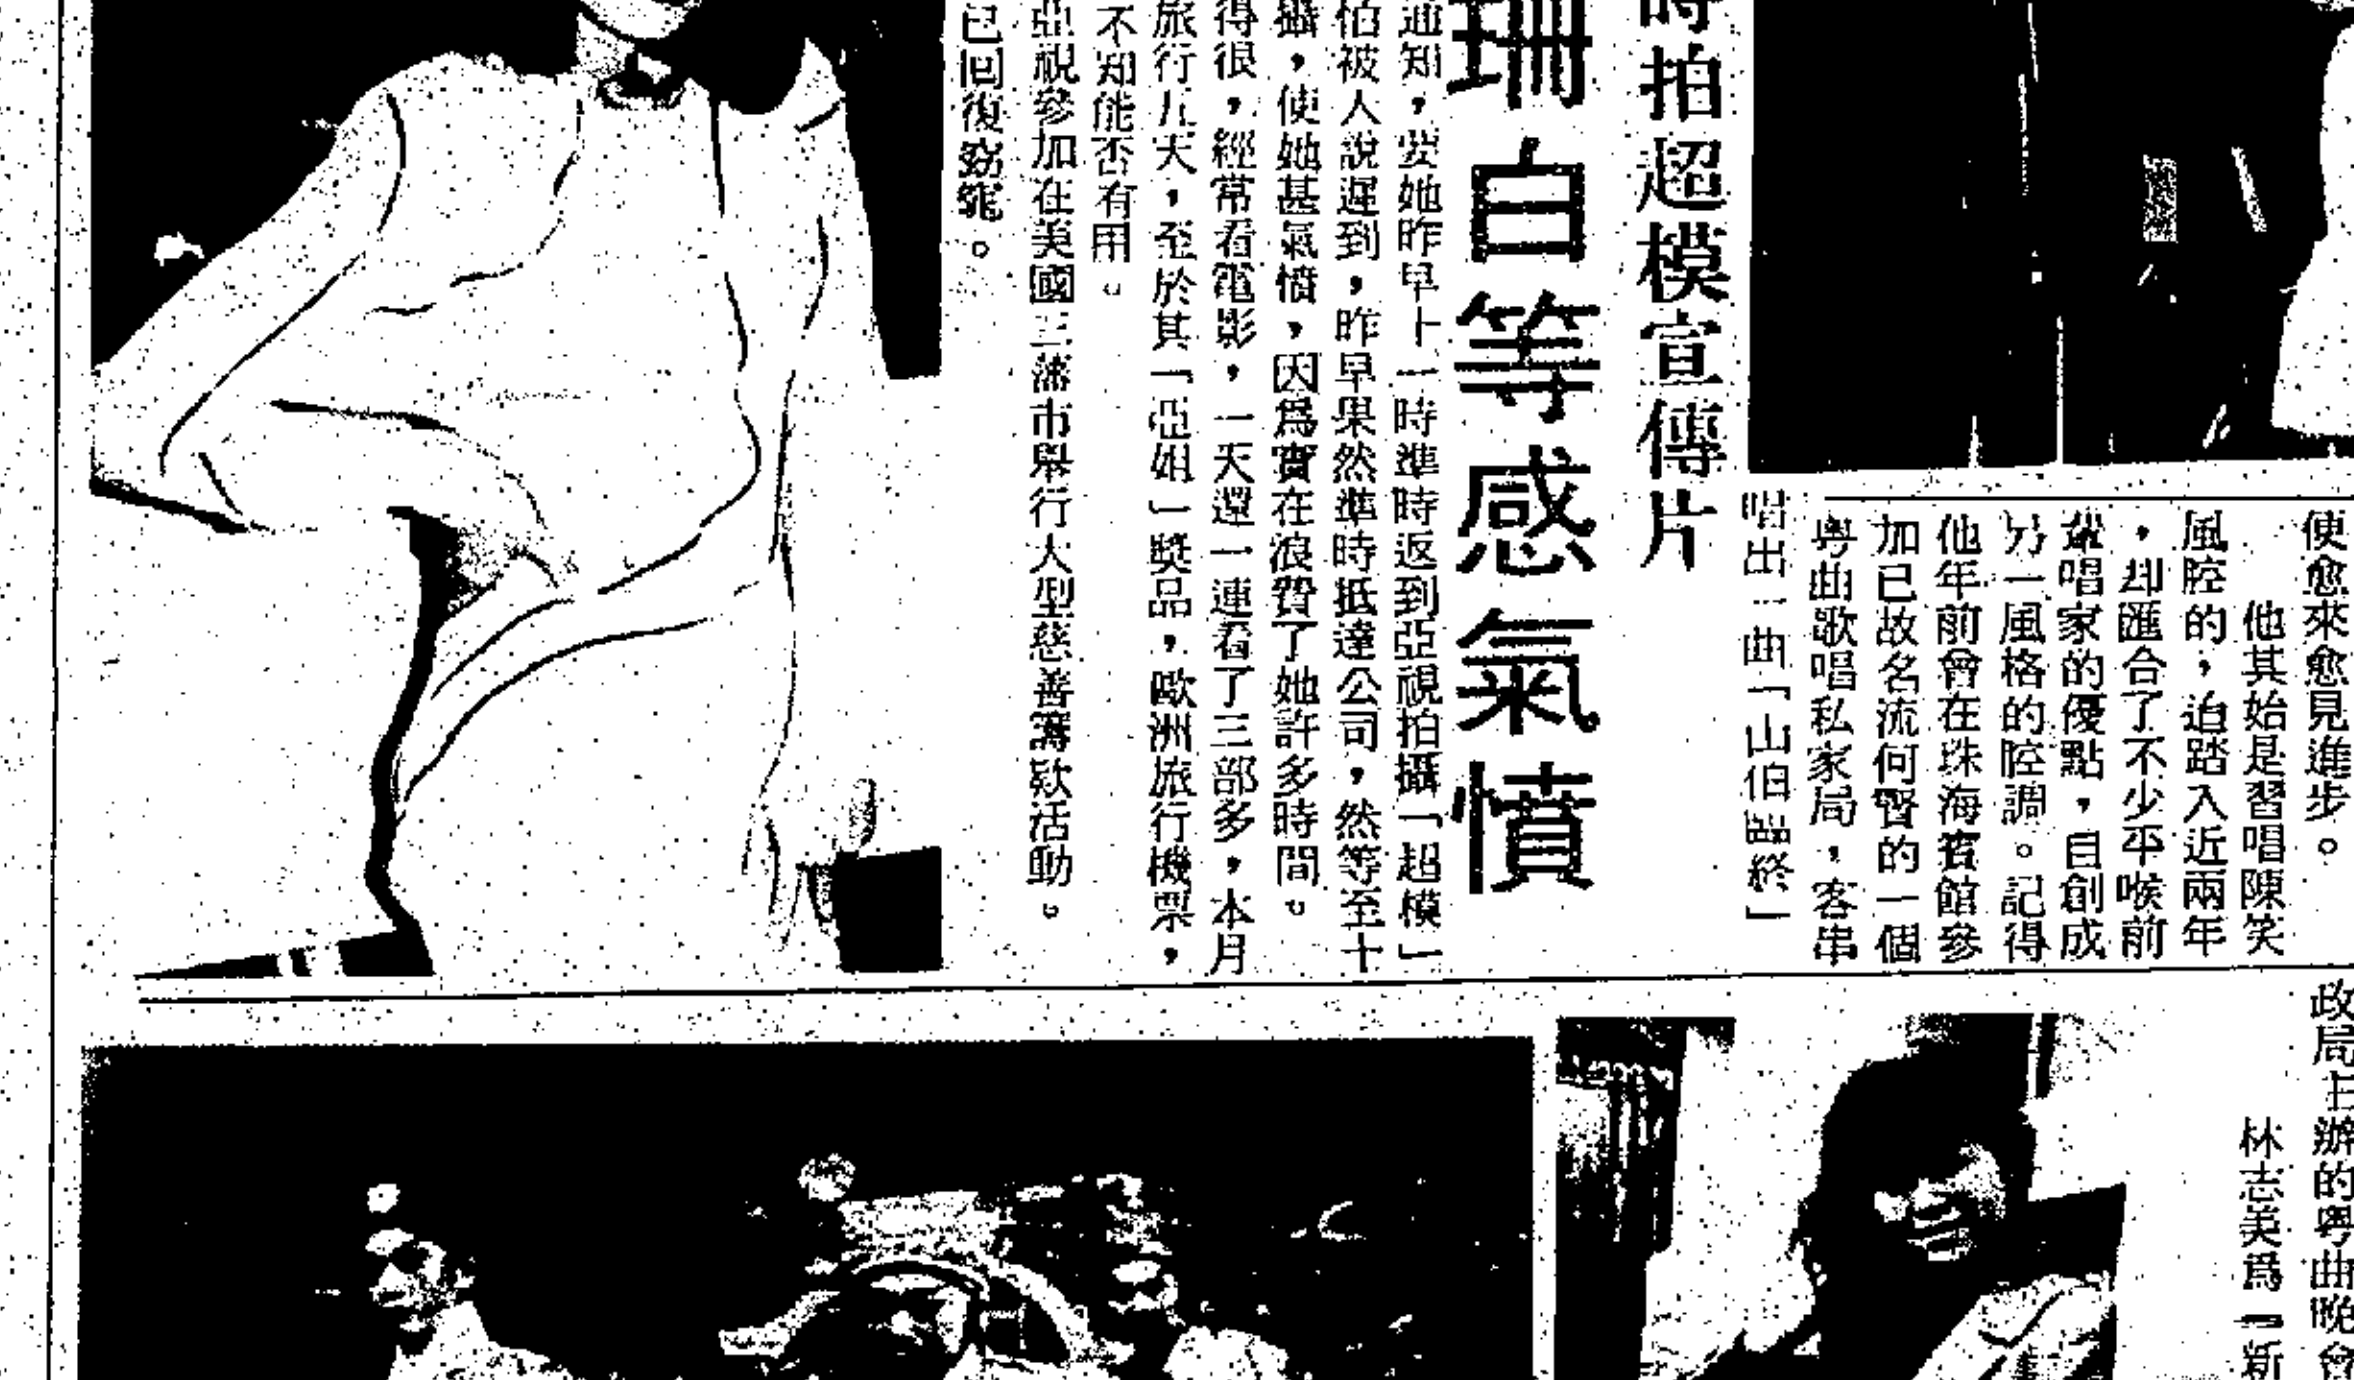 便愈來愈見進步。
他其始是習唱陳笑
風腔的，迨踏入近兩年
，却匯合了不少平喉前
輩唱家的優點，自創成
另一風格的腔調。記得
他年前會在珠海賓館參
加已故名流何賢的一個
粤曲歌唱私家局，客串
唱出一曲「山伯臨終」
時拍超模宣傳片
珊白等感氣憤
通知，要她昨早十一時準時返到亞視拍攝「超模」
怕被人說遲到，昨早果然準時抵達公司，然等至十
攝，使她甚氣憤，因爲實在浪費了她許多時間。
得很，經常看電影，一天還一連看了三部多，本月
旅行九天，至於其「亞姐」獎品，歐洲旅行機票，
不知能否有用。
亞視參加在美國三藩市舉行大型慈善籌欵活動。
已回復窈窕。
政局主辦的粤曲晚會
林志美爲一新